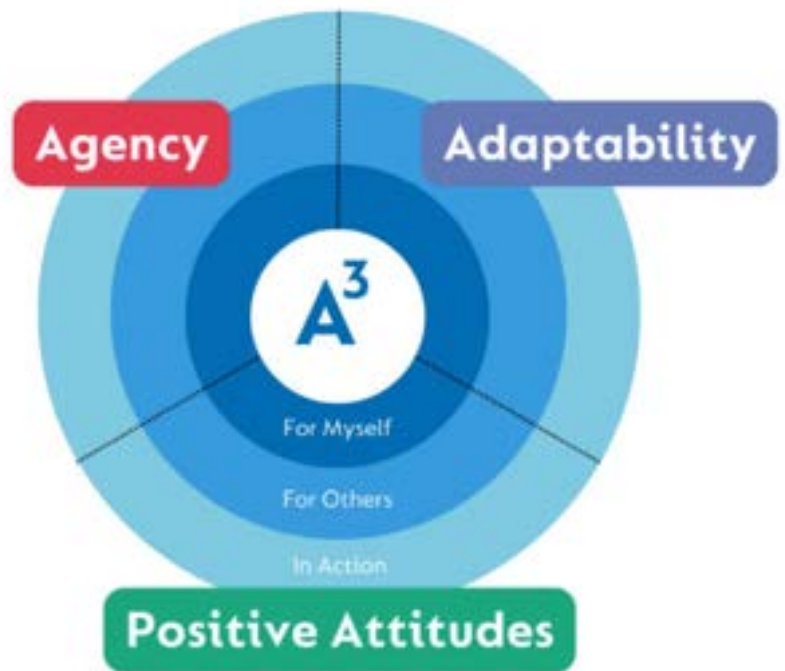 Agency
Adaptability
A³
For Myself
For Others
In Action
Positive Attitudes